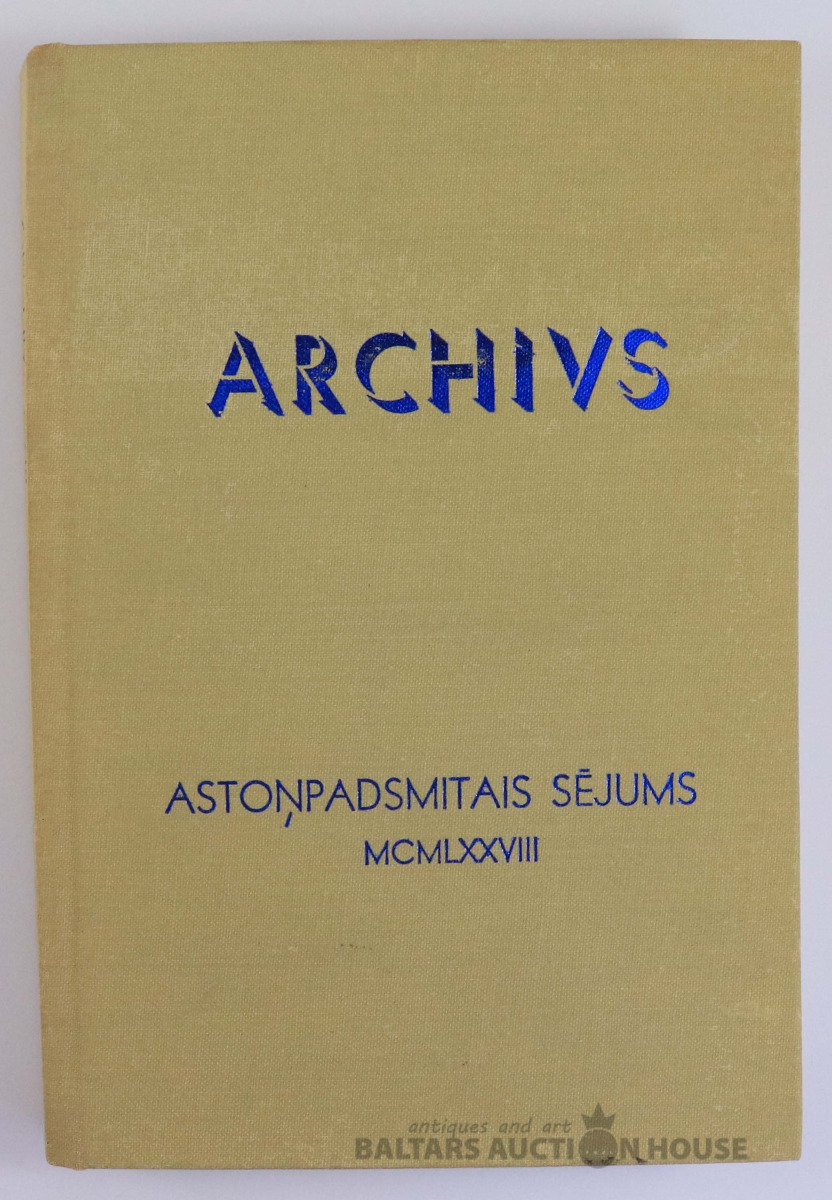 ARCHIVS
ASTOŅPADSMITAIS SĒJUMS
MCMLXXVIII
antiques and art
BALTARS AUCTION HOUSE